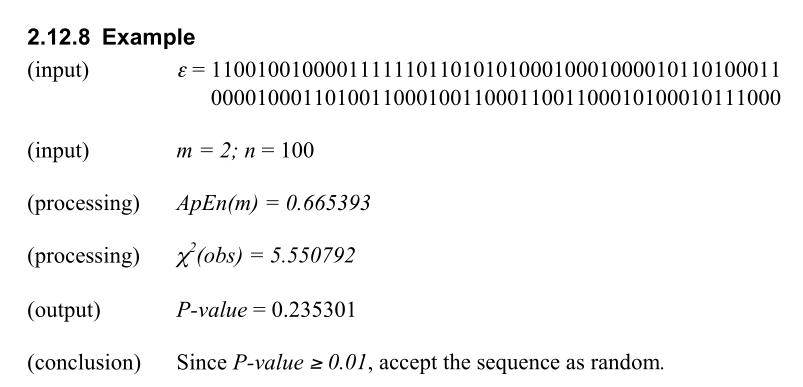 2.12.8 Example
(input) ε = 11001001000011111101101010100010001000010110100011
00001000110100110001001100011001100010100010111000
(input) m = 2; n = 100
(processing) ApEn(m) = 0.665393
(processing) χ²(obs) = 5.550792
(output) P-value = 0.235301
(conclusion) Since P-value ≥ 0.01, accept the sequence as random.